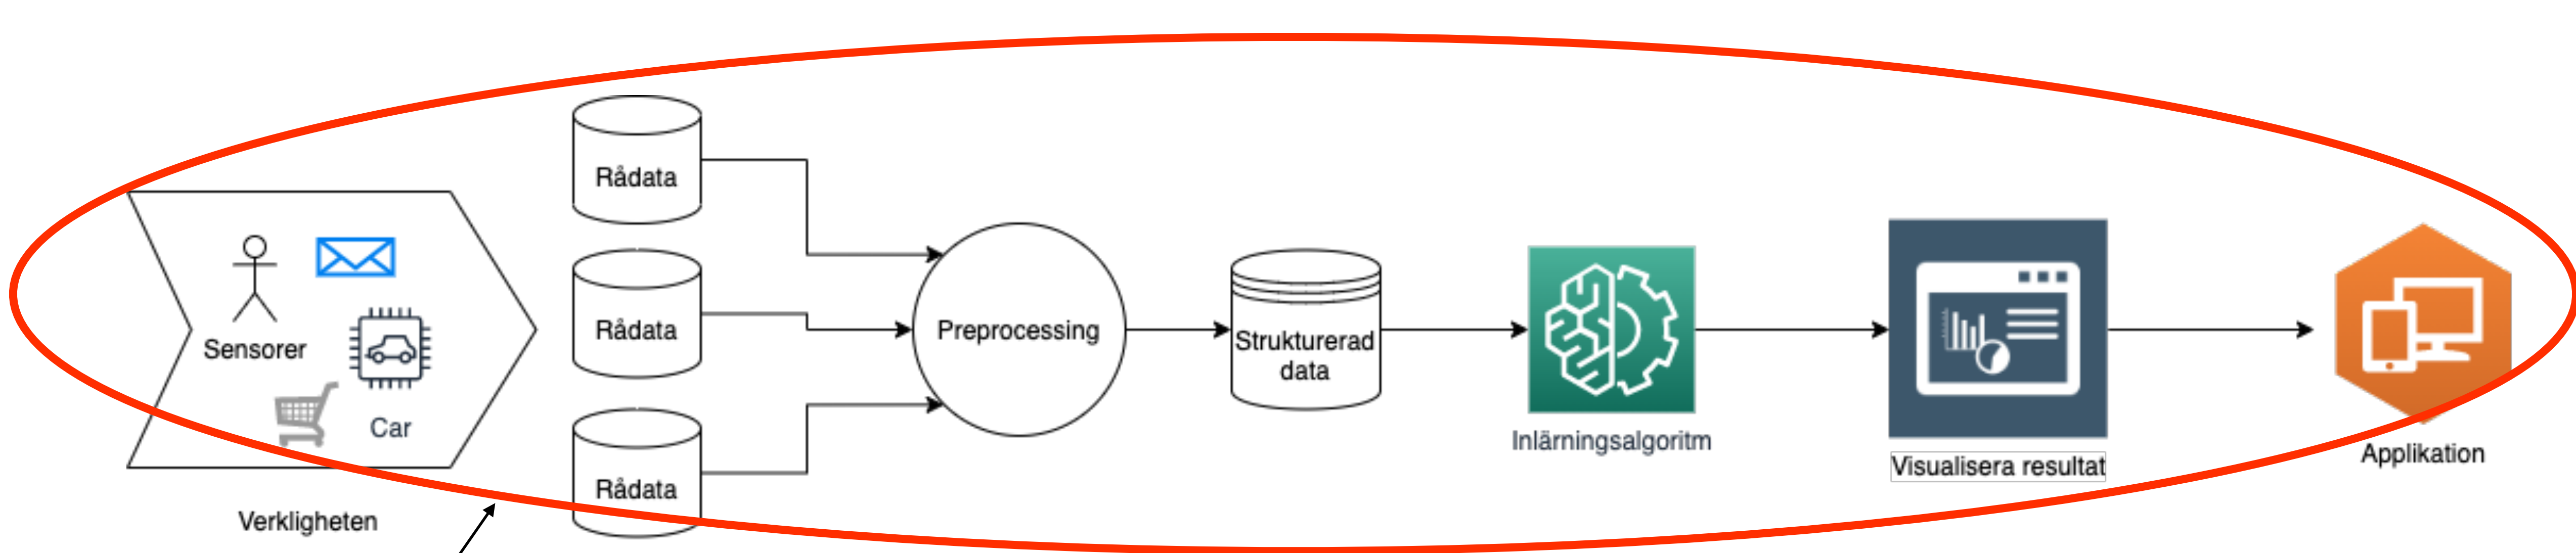 Sensorer
Car
Verkligheten
Rådata
Rådata
Rådata
Preprocessing
Strukturerad
data
Inlärningsalgoritm
Visualisera resultat
Applikation